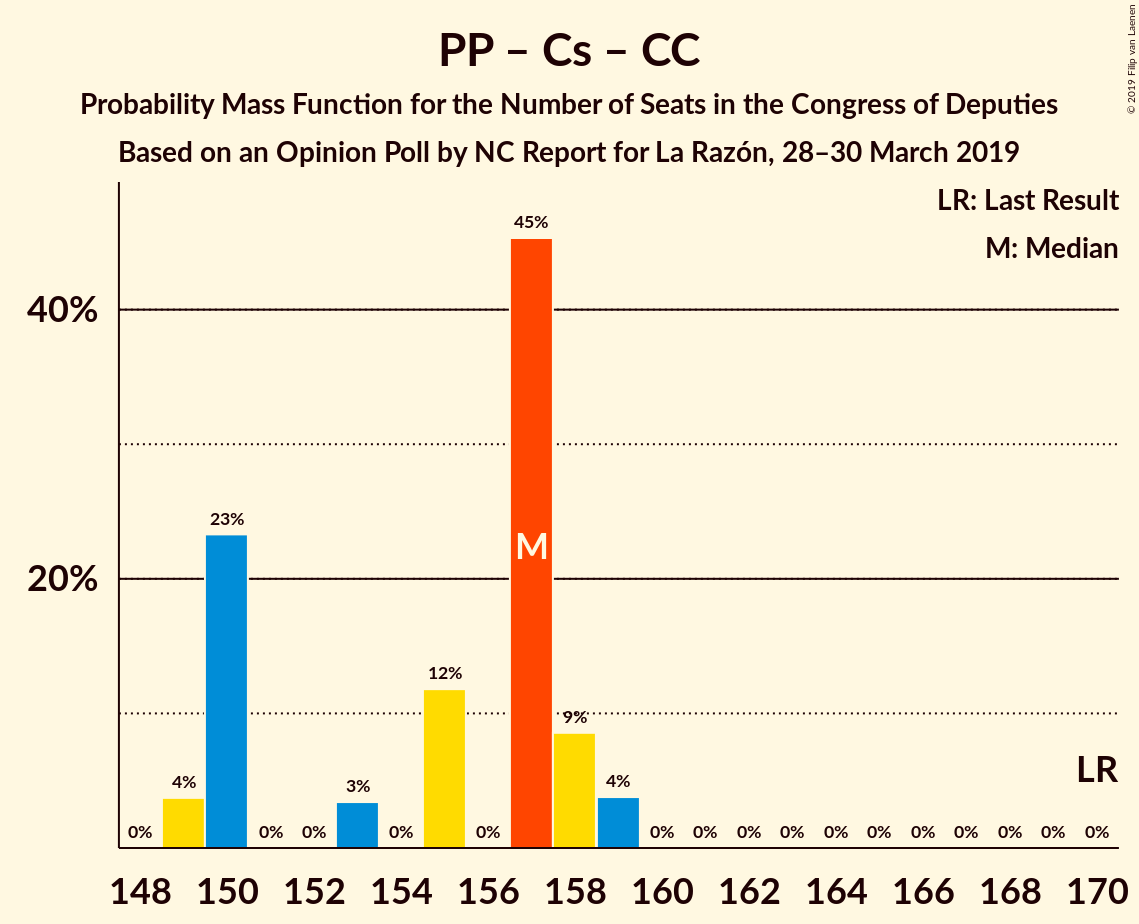 PP – Cs – CC
Probability Mass Function for the Number of Seats in the Congress of Deputies
Based on an Opinion Poll by NC Report for La Razón, 28–30 March 2019
© 2019 Filip van Laenen
LR: Last Result
M: Median
40%
20%
0% 4% 23% 0% 0% 3% 0% 12% 0% 45% 9% 4% 0% 0% 0% 0% 0% 0% 0% 0% 0% 0% 0%
M
LR
148 150 152 154 156 158 160 162 164 166 168 170